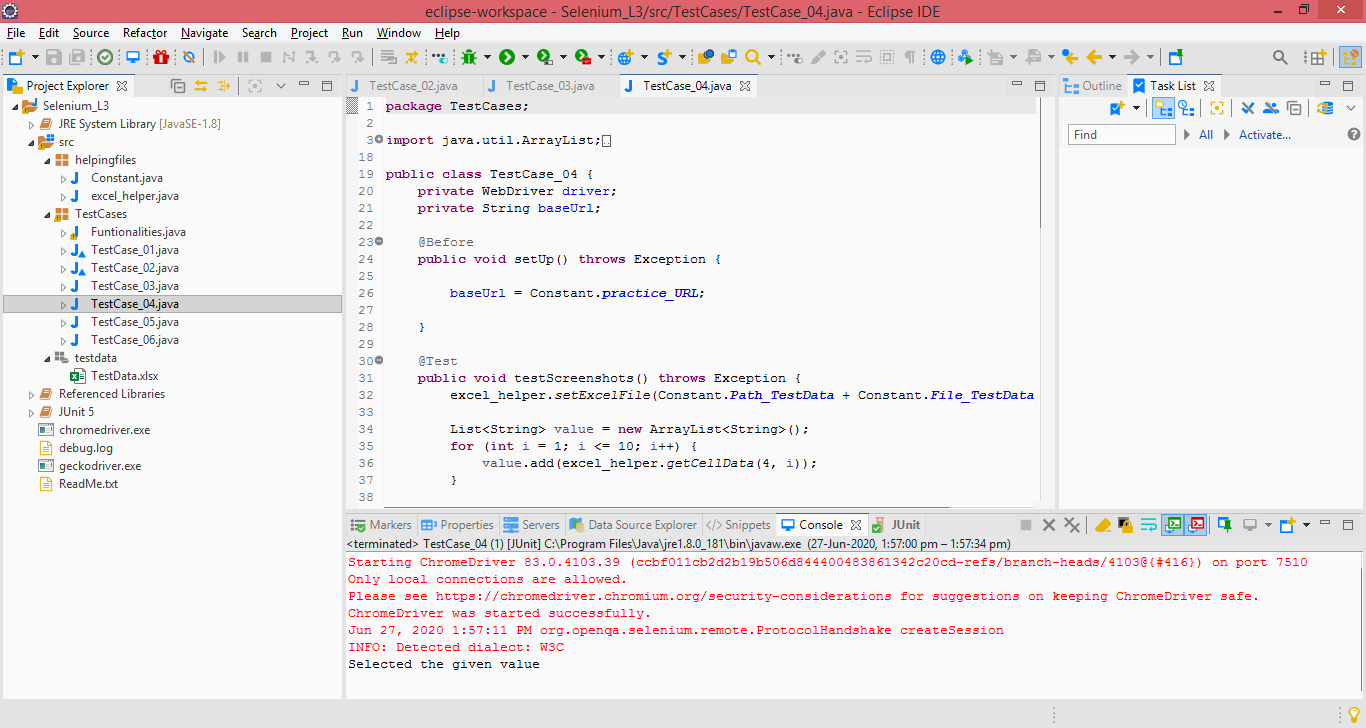 eclipse-workspace - Selenium_L3/src/TestCases/TestCase_04.java - Eclipse IDE
File Edit Source Refactor Navigate Search Project Run Window Help
Project Explorer
Selenium_L3
JRE System Library [JavaSE-1.8]
src
helpingfiles
Constant.java
excel_helper.java
TestCases
Funtionalities.java
TestCase_01.java
TestCase_02.java
TestCase_03.java
TestCase_04.java
TestCase_05.java
TestCase_06.java
testdata
TestData.xlsx
Referenced Libraries
JUnit 5
chromedriver.exe
debug.log
geckodriver.exe
ReadMe.txt
TestCase_02.java TestCase_03.java TestCase_04.java
1 package TestCases;
2
3 import java.util.ArrayList;
18
19 public class TestCase_04 {
20 private WebDriver driver;
21 private String baseUrl;
22
23 @Before
24 public void setUp() throws Exception {
25
26 baseUrl = Constant.practice_URL;
27
28 }
29
30 @Test
31 public void testScreenshots() throws Exception {
32 excel_helper.setExcelFile(Constant.Path_TestData + Constant.File_TestData
33
34 List<String> value = new ArrayList<String>();
35 for (int i = 1; i <= 10; i++) {
36 value.add(excel_helper.getCellData(4, i));
37 }
38
Outline Task List
Find All Activate...
Markers Properties Servers Data Source Explorer Snippets Console JUnit
<terminated> TestCase_04 (1) [JUnit] C:\Program Files\Java\jre1.8.0_181\bin\javaw.exe (27-Jun-2020, 1:57:00 pm – 1:57:34 pm)
Starting ChromeDriver 83.0.4103.39 (ccbf011cb2d2b19b506d844400483861342c20cd-refs/branch-heads/4103@{#416}) on port 7510
Only local connections are allowed.
Please see https://chromedriver.chromium.org/security-considerations for suggestions on keeping ChromeDriver safe.
ChromeDriver was started successfully.
Jun 27, 2020 1:57:11 PM org.openqa.selenium.remote.ProtocolHandshake createSession
INFO: Detected dialect: W3C
Selected the given value